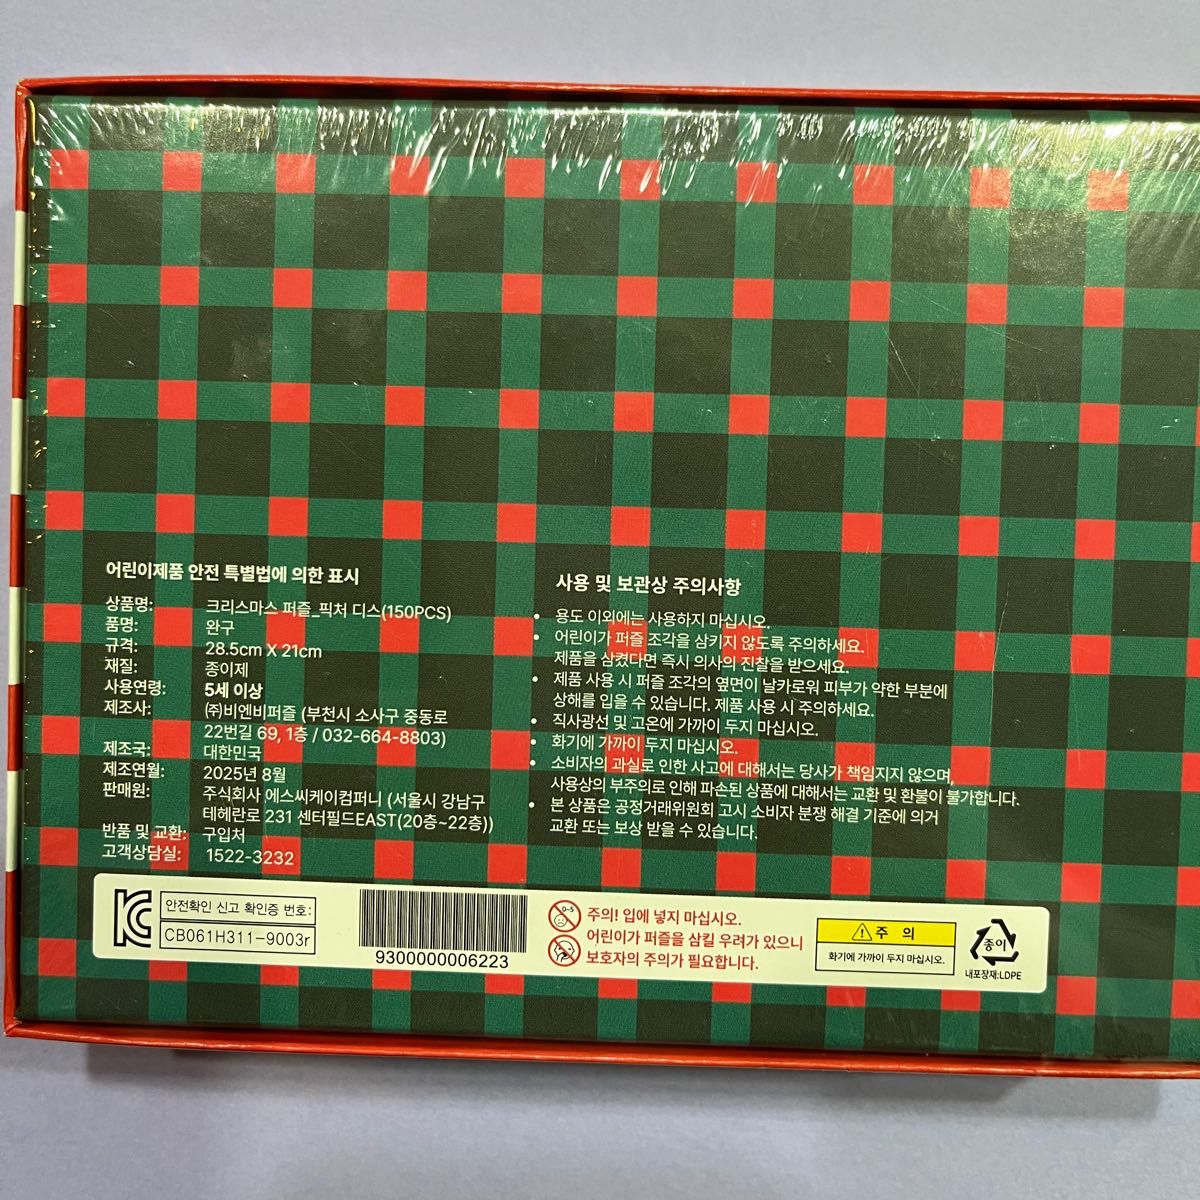 어린이제품 안전 특별법에 의한 표시
상품명: 크리스마스 퍼즐_픽처 디스(150PCS)
품명: 완구
규격: 28.5cm X 21cm
재질: 종이제
사용연령: 5세 이상
제조사: ㈜비엔비퍼즐 (부천시 소사구 중동로
22번길 69, 1층 / 032-664-8803)
제조국: 대한민국
제조연월: 2025년 8월
판매원: 주식회사 에스씨케이컴퍼니 (서울시 강남구
테헤란로 231 센터필드EAST(20층~22층))
반품 및 교환: 구입처
고객상담실: 1522-3232
사용 및 보관상 주의사항
• 용도 이외에는 사용하지 마십시오.
• 어린이가 퍼즐 조각을 삼키지 않도록 주의하세요.
제품을 삼켰다면 즉시 의사의 진찰을 받으세요.
• 제품 사용 시 퍼즐 조각의 옆면이 날카로워 피부가 약한 부분에
상해를 입을 수 있습니다. 제품 사용 시 주의하세요.
• 직사광선 및 고온에 가까이 두지 마십시오.
• 화기에 가까이 두지 마십시오.
• 소비자의 과실로 인한 사고에 대해서는 당사가 책임지지 않으며,
사용상의 부주의로 인해 파손된 상품에 대해서는 교환 및 환불이 불가합니다.
• 본 상품은 공정거래위원회 고시 소비자 분쟁 해결 기준에 의거
교환 또는 보상 받을 수 있습니다.
안전확인 신고 확인증 번호:
CB061H311-9003r
9300000006223
0-5
주의! 입에 넣지 마십시오.
어린이가 퍼즐을 삼킬 우려가 있으니
보호자의 주의가 필요합니다.
주 의
화기에 가까이 두지 마십시오.
종이
내포장재:LDPE